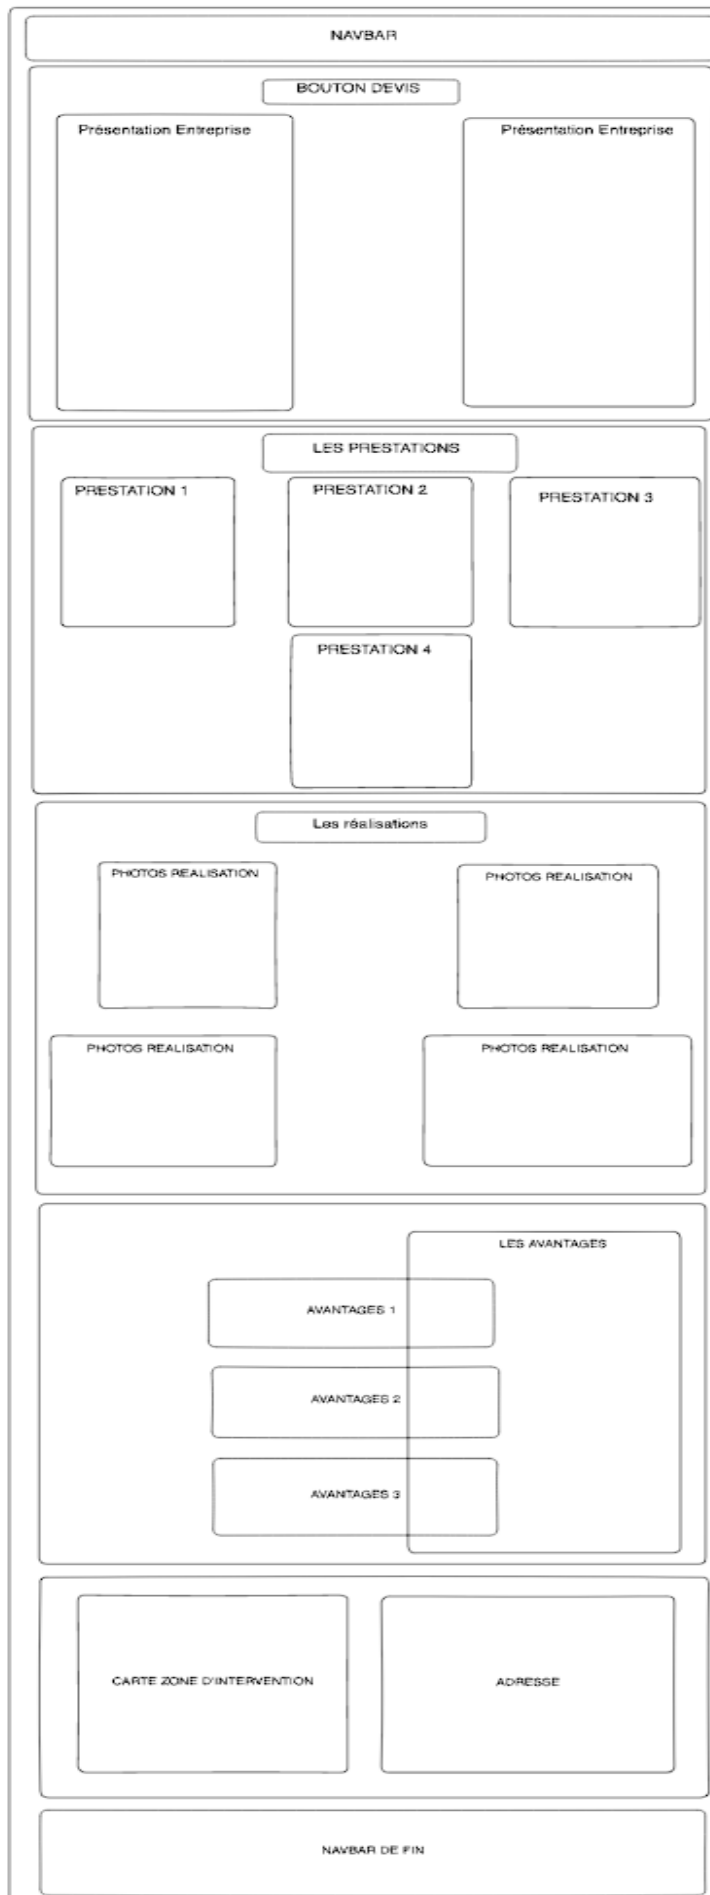 NAVBAR
BOUTON DEVIS
Présentation Entreprise
Présentation Entreprise
LES PRESTATIONS
PRESTATION 1
PRESTATION 2
PRESTATION 3
PRESTATION 4
Les réalisations
PHOTOS REALISATION
PHOTOS REALISATION
PHOTOS REALISATION
PHOTOS REALISATION
LES AVANTAGES
AVANTAGES 1
AVANTAGES 2
AVANTAGES 3
CARTE ZONE D'INTERVENTION
ADRESSE
NAVBAR DE FIN